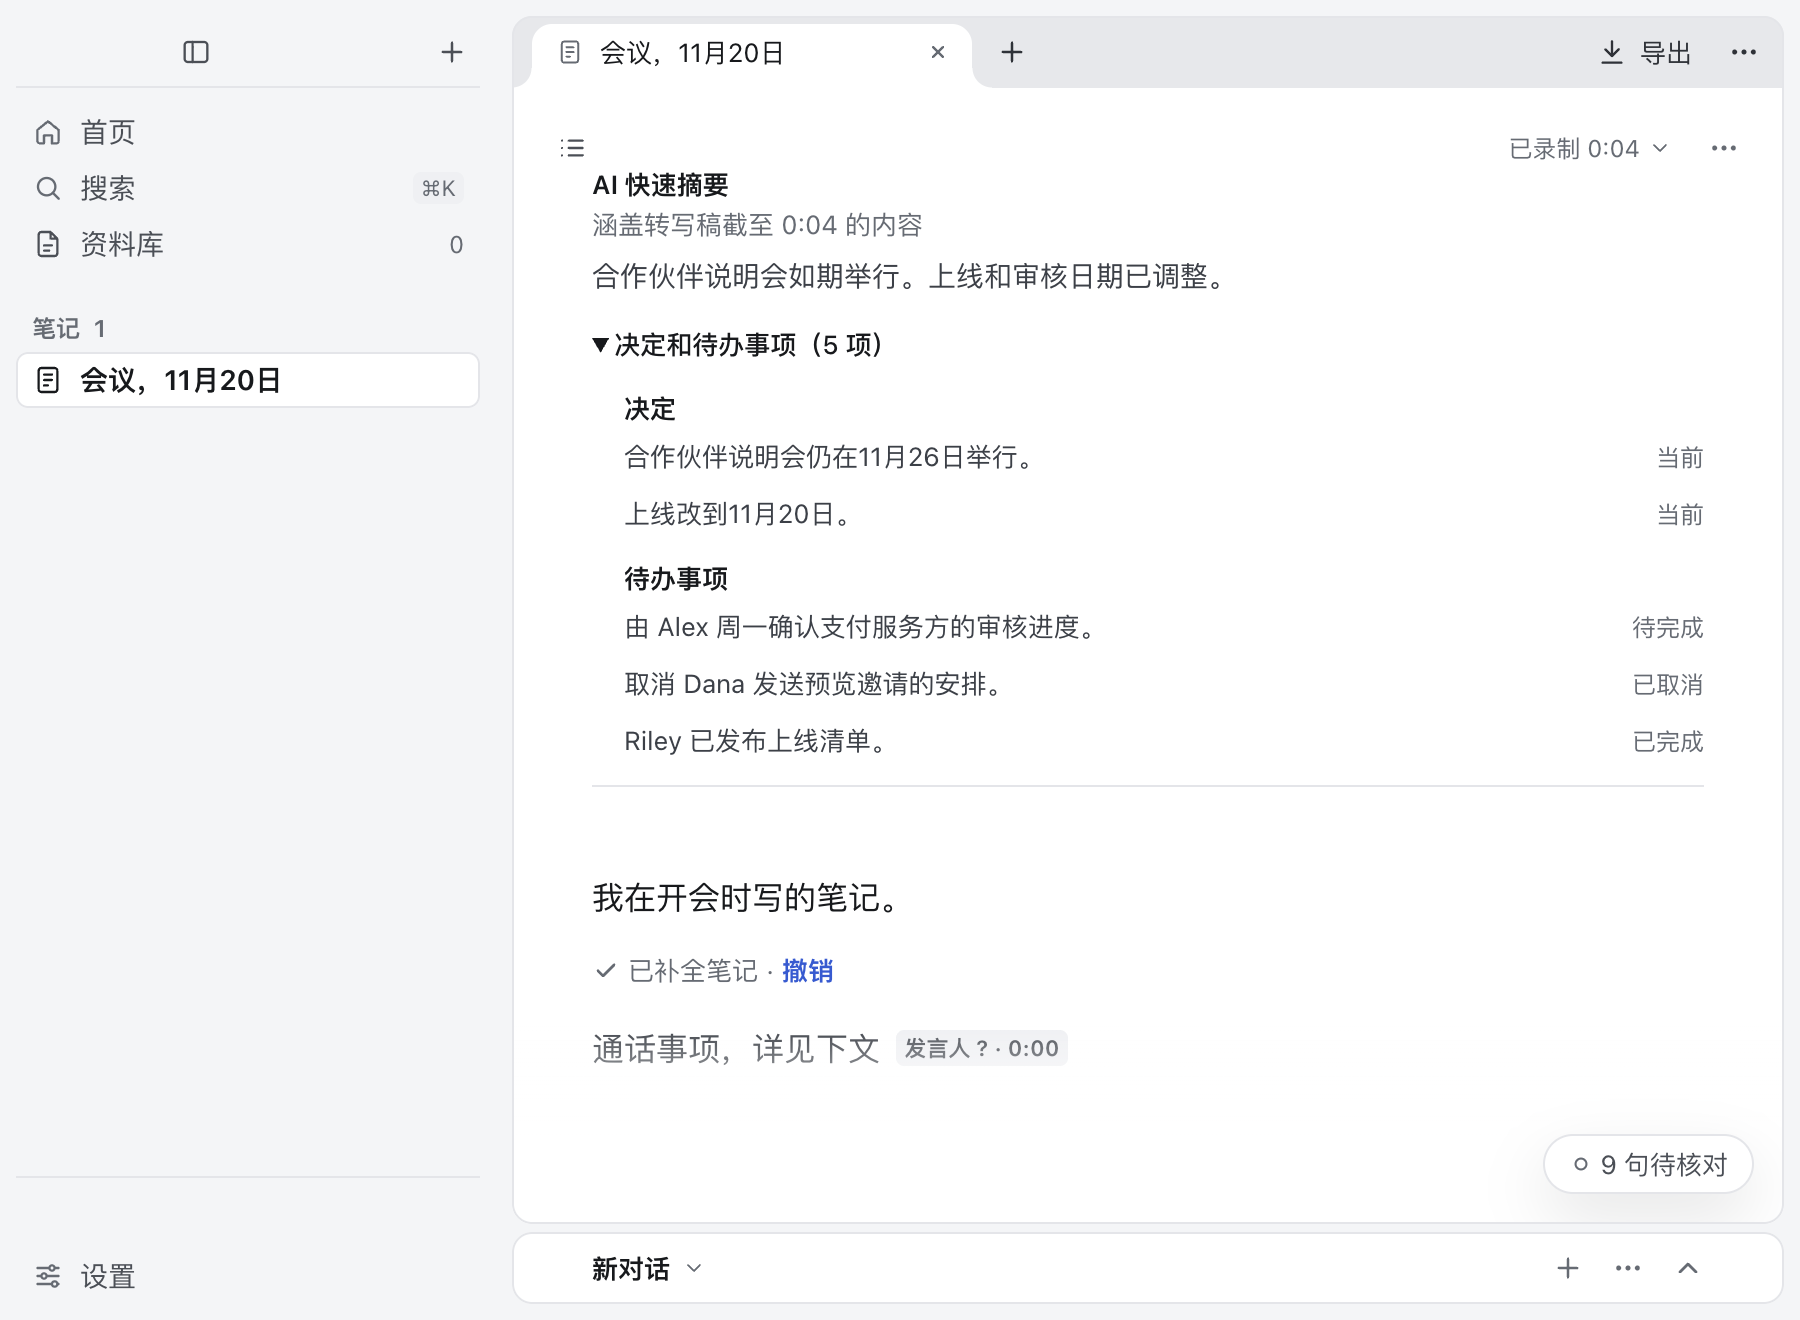 会议，11月20日
导出
首页
搜索 ⌘K
资料库 0
笔记 1
会议，11月20日
设置
已录制 0:04
AI 快速摘要
涵盖转写稿截至 0:04 的内容
合作伙伴说明会如期举行。上线和审核日期已调整。
决定和待办事项（5 项）
决定
合作伙伴说明会仍在11月26日举行。 当前
上线改到11月20日。 当前
待办事项
由 Alex 周一确认支付服务方的审核进度。 待完成
取消 Dana 发送预览邀请的安排。 已取消
Riley 已发布上线清单。 已完成
我在开会时写的笔记。
已补全笔记 · 撤销
通话事项，详见下文 发言人 ? · 0:00
9 句待核对
新对话